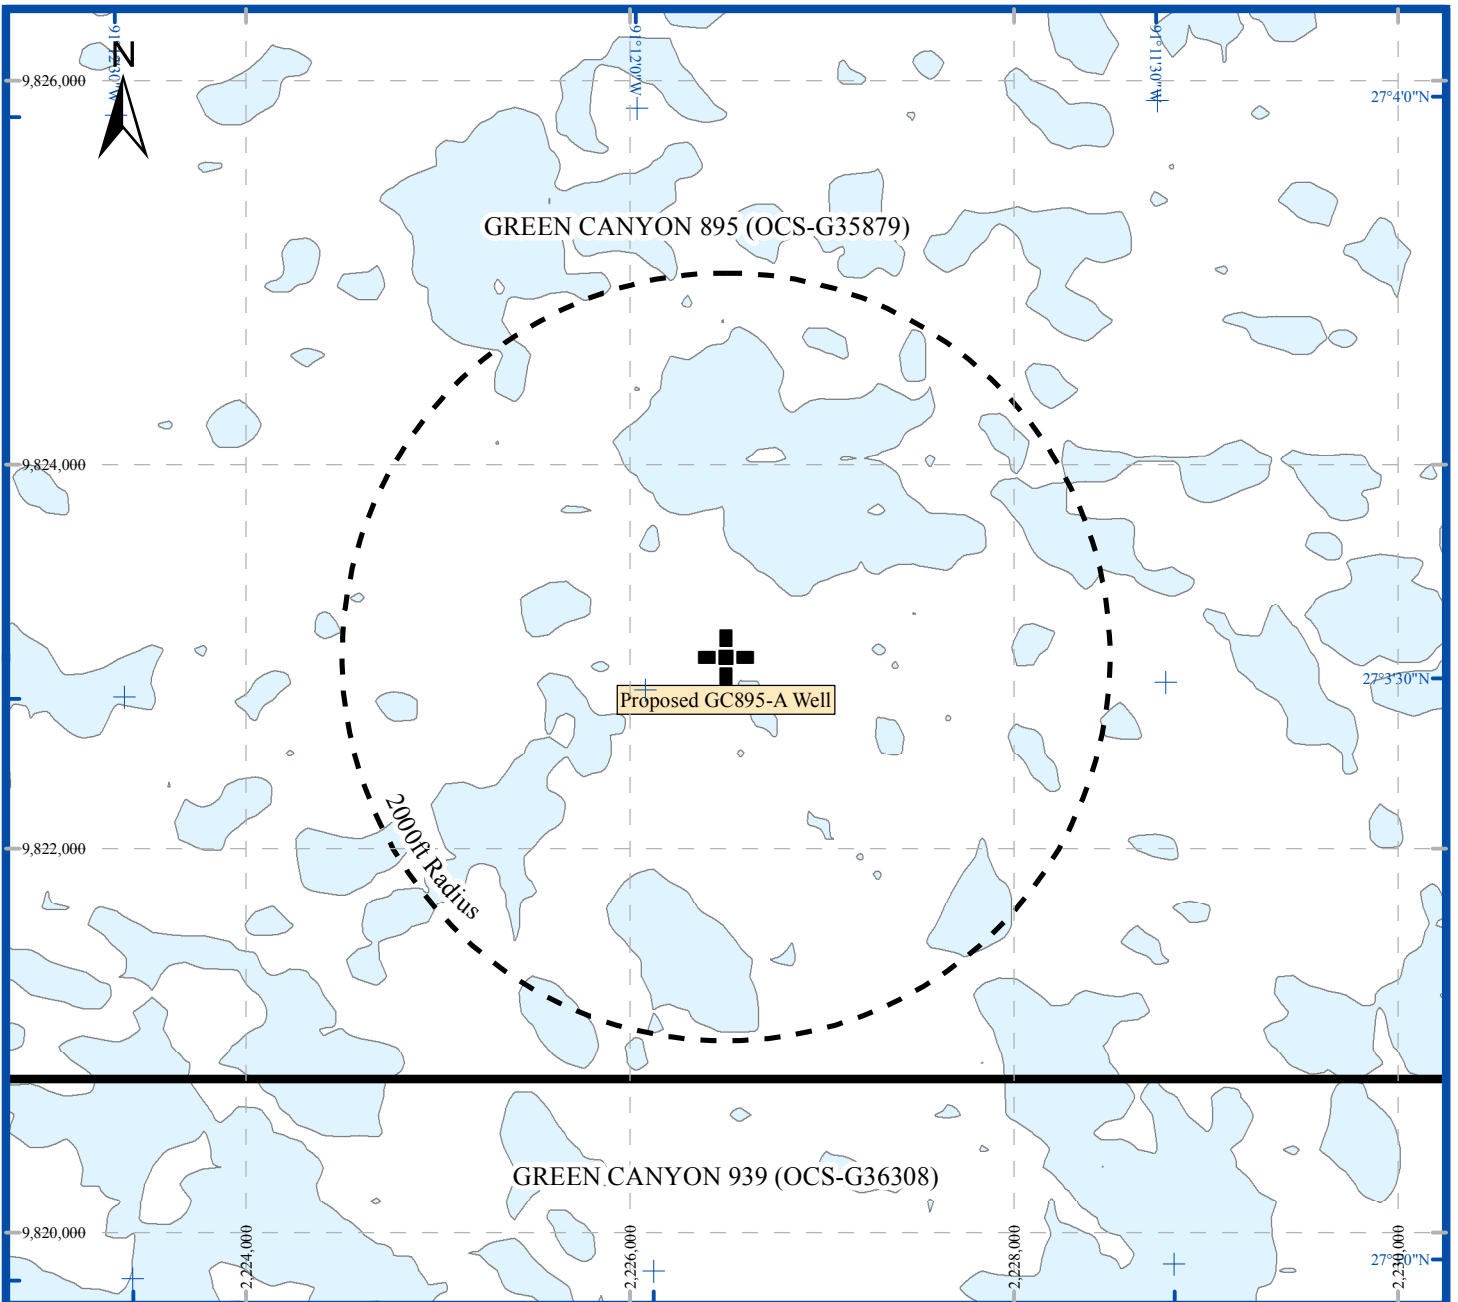 91°12'0"W
91°11'30"W
N
9,826,000
27°4'0"N
GREEN CANYON 895 (OCS-G35879)
9,824,000
27°3'30"N
Proposed GC895-A Well
2000ft Radius
9,822,000
GREEN CANYON 939 (OCS-G36308)
9,820,000
2,224,000
2,226,000
2,228,000
2,230,000